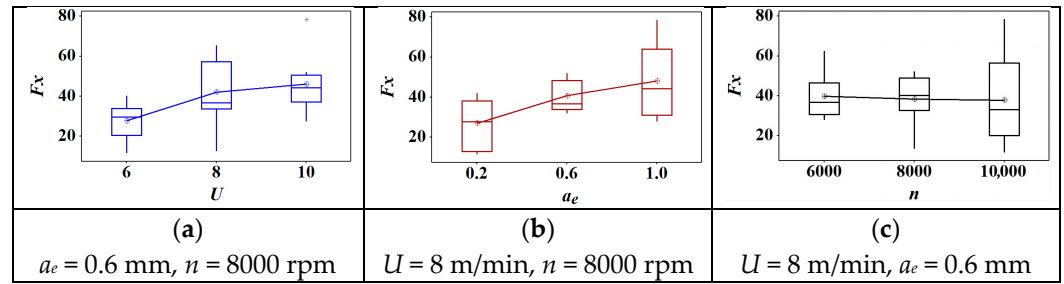 Fx
80
60
40
20
6
8
10
U
Fx
80
60
40
20
0.2
0.6
1.0
ae
Fx
80
60
40
20
6000
8000
10,000
n
(a)
ae = 0.6 mm, n = 8000 rpm
(b)
U = 8 m/min, n = 8000 rpm
(c)
U = 8 m/min, ae = 0.6 mm